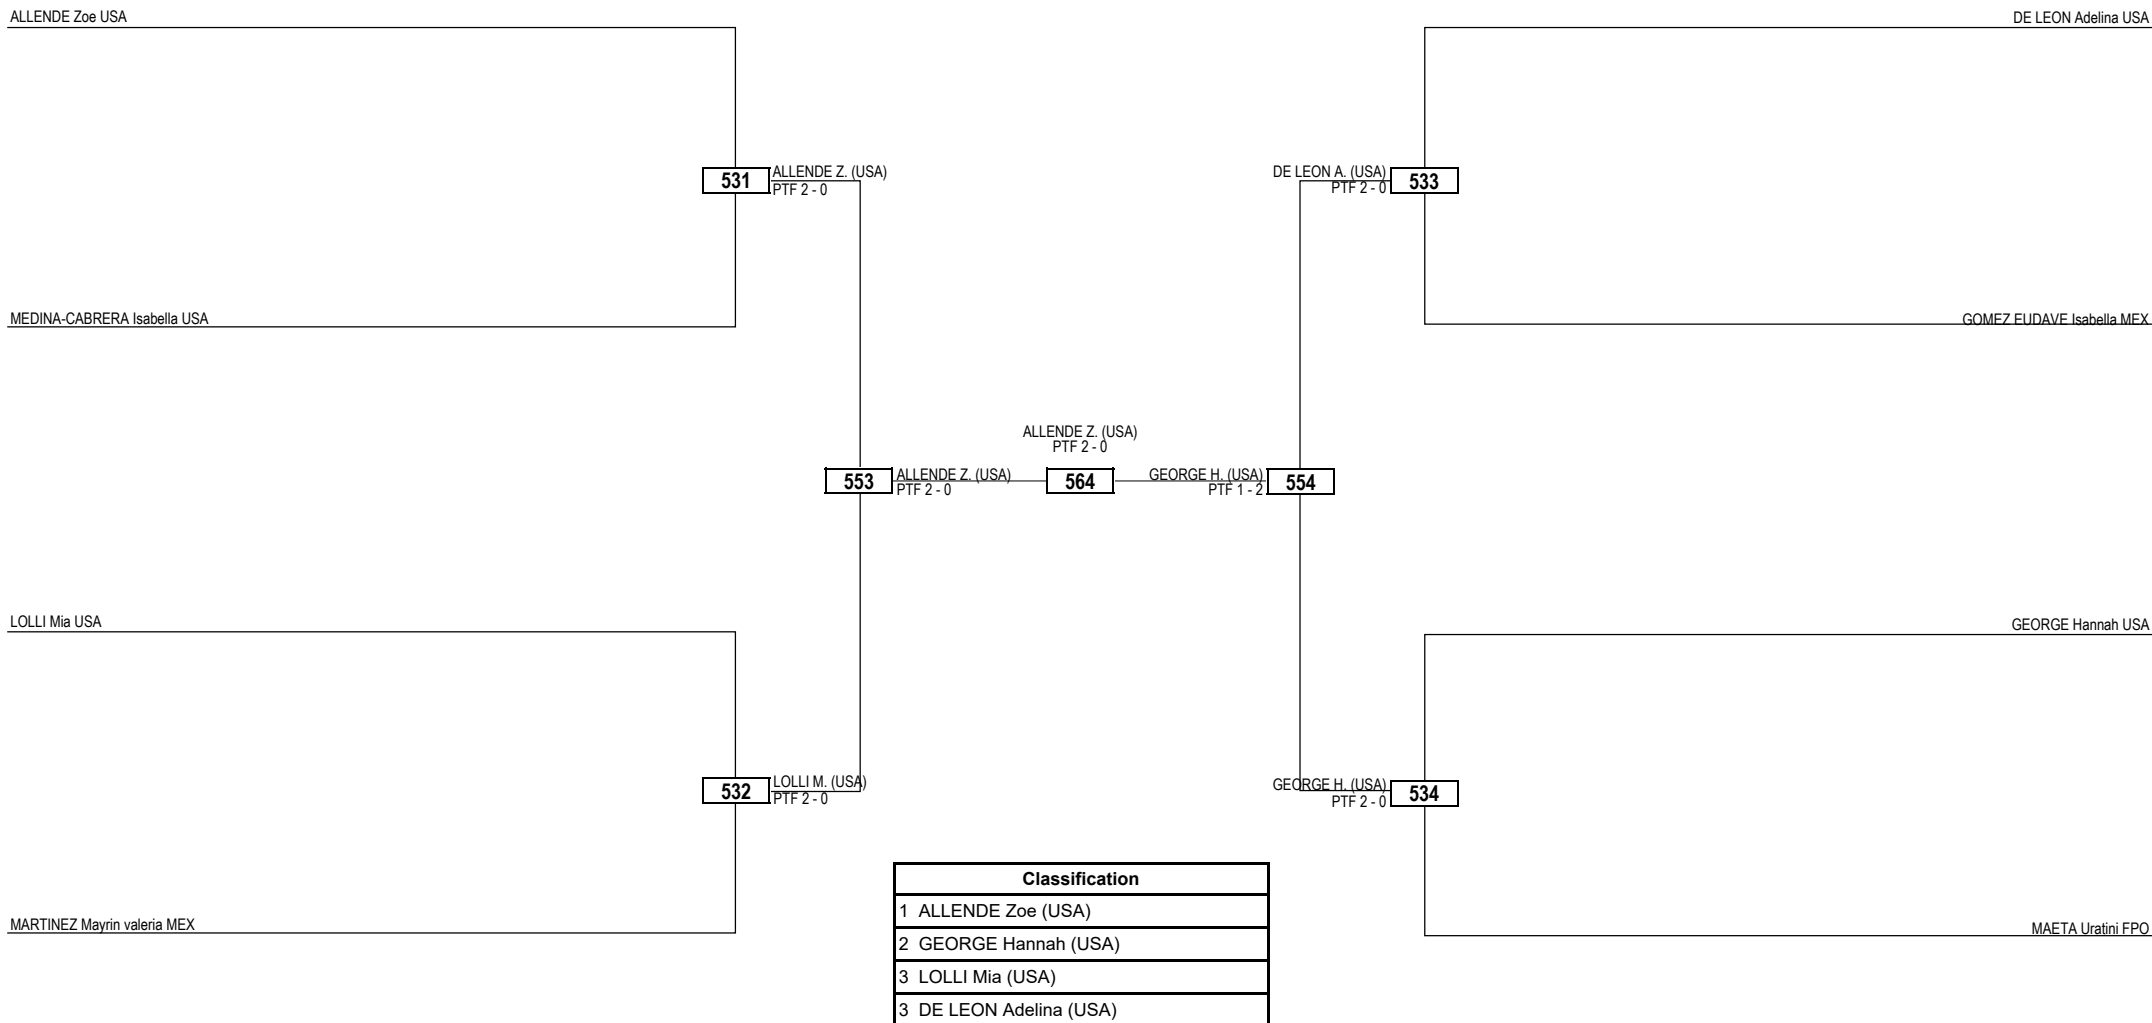 ALLENDE Zoe USA
DE LEON Adelina USA
531
ALLENDE Z. (USA)
PTF 2 - 0
DE LEON A. (USA)
PTF 2 - 0
533
MEDINA-CABRERA Isabella USA
GOMEZ EUDAVE Isabella MEX
ALLENDE Z. (USA)
PTF 2 - 0
553
ALLENDE Z. (USA)
PTF 2 - 0
564
GEORGE H. (USA)
PTF 1 - 2
554
LOLLI Mia USA
GEORGE Hannah USA
532
LOLLI M. (USA)
PTF 2 - 0
GEORGE H. (USA)
PTF 2 - 0
534
MARTINEZ Mayrin valeria MEX
MAETA Uratini FPO
Classification
1 ALLENDE Zoe (USA)
2 GEORGE Hannah (USA)
3 LOLLI Mia (USA)
3 DE LEON Adelina (USA)